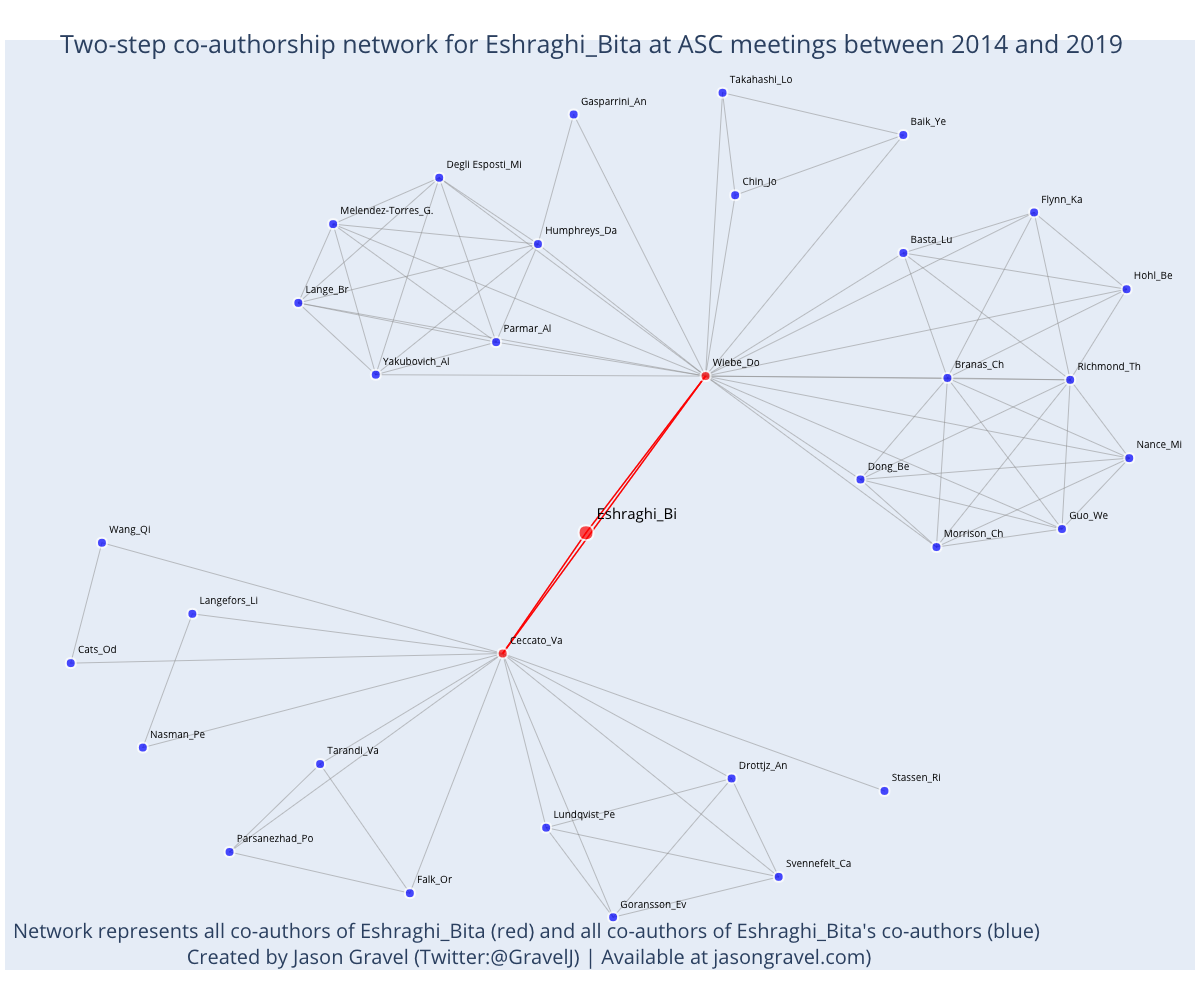 Two-step co-authorship network for Eshraghi_Bita at ASC meetings between 2014 and 2019
Takahashi_Lo
Gasparrini_An
Baik_Ye
Degli Esposti_Mi
Chin_Jo
Flynn_Ka
Melendez-Torres_G.
Humphreys_Da
Basta_Lu
Hohl_Be
Lange_Br
Parmar_Al
Yakubovich_Al
Wiebe_Do
Branas_Ch
Richmond_Th
Nance_Mi
Dong_Be
Eshraghi_Bi
Guo_We
Wang_Qi
Morrison_Ch
Langefors_Li
Ceccato_Va
Cats_Od
Nasman_Pe
Tarandi_Va
Drottjz_An
Stassen_Ri
Lundqvist_Pe
Parsanezhad_Po
Svennefelt_Ca
Falk_Or
Goransson_Ev
Network represents all co-authors of Eshraghi_Bita (red) and all co-authors of Eshraghi_Bita's co-authors (blue)
Created by Jason Gravel (Twitter:@GravelJ) | Available at jasongravel.com)